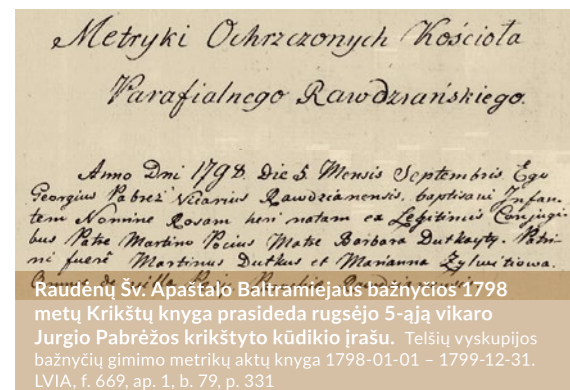 Metryki Ochrzczonych Kościoła
Parafialnego Rawdziańskiego.
Anno Dni 1798. Die 5. Mensis Septembris Ego
Georgius Pabreż Vicarius Rawdzianensis. baptisavi Infan-
tem Nomine Rosam heri natam ex Legitimis Conjugi-
bus Patre Martino Pocius Matre Barbara Dutkayty. Patri-
ni fuere Martinus Dutkus et Marianna Zylwitiowa.
Raudėnų Šv. Apaštalo Baltramiejaus bažnyčios 1798
metų Krikštų knyga prasideda rugsėjo 5-ąją vikaro
Jurgio Pabrėžos krikštyto kūdikio įrašu. Telšių vyskupijos
bažnyčių gimimo metrikų aktų knyga 1798-01-01 – 1799-12-31.
LVIA, f. 669, ap. 1, b. 79, p. 331